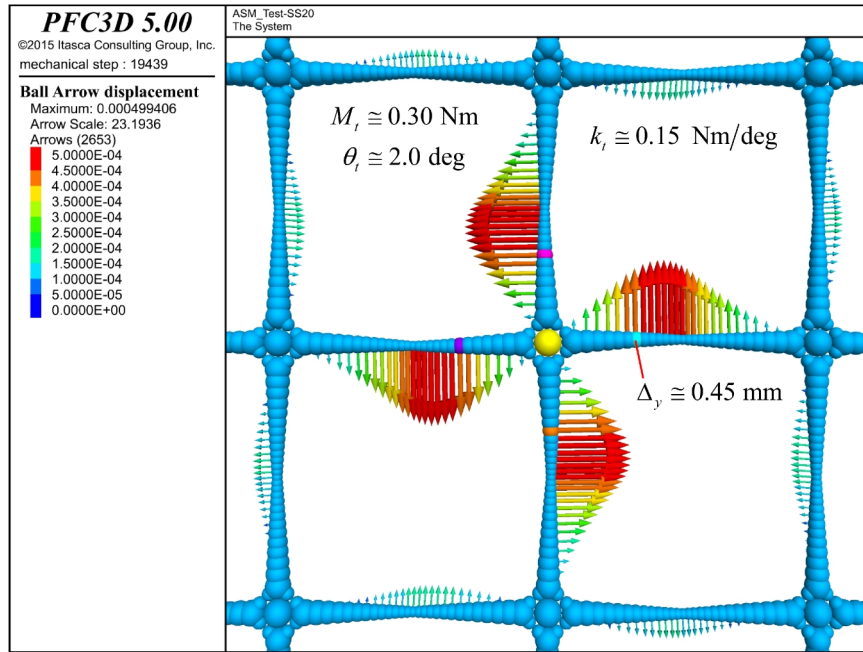 PFC3D 5.00
©2015 Itasca Consulting Group, Inc.
mechanical step : 19439
Ball Arrow displacement
Maximum: 0.000499406
Arrow Scale: 23.1936
Arrows (2653)
5.0000E-04
4.5000E-04
4.0000E-04
3.5000E-04
3.0000E-04
2.5000E-04
2.0000E-04
1.5000E-04
1.0000E-04
5.0000E-05
0.0000E+00
ASM_Test-SS20
The System
M_t ≅ 0.30 Nm
θ_t ≅ 2.0 deg
k_t ≅ 0.15 Nm/deg
Δ_y ≅ 0.45 mm